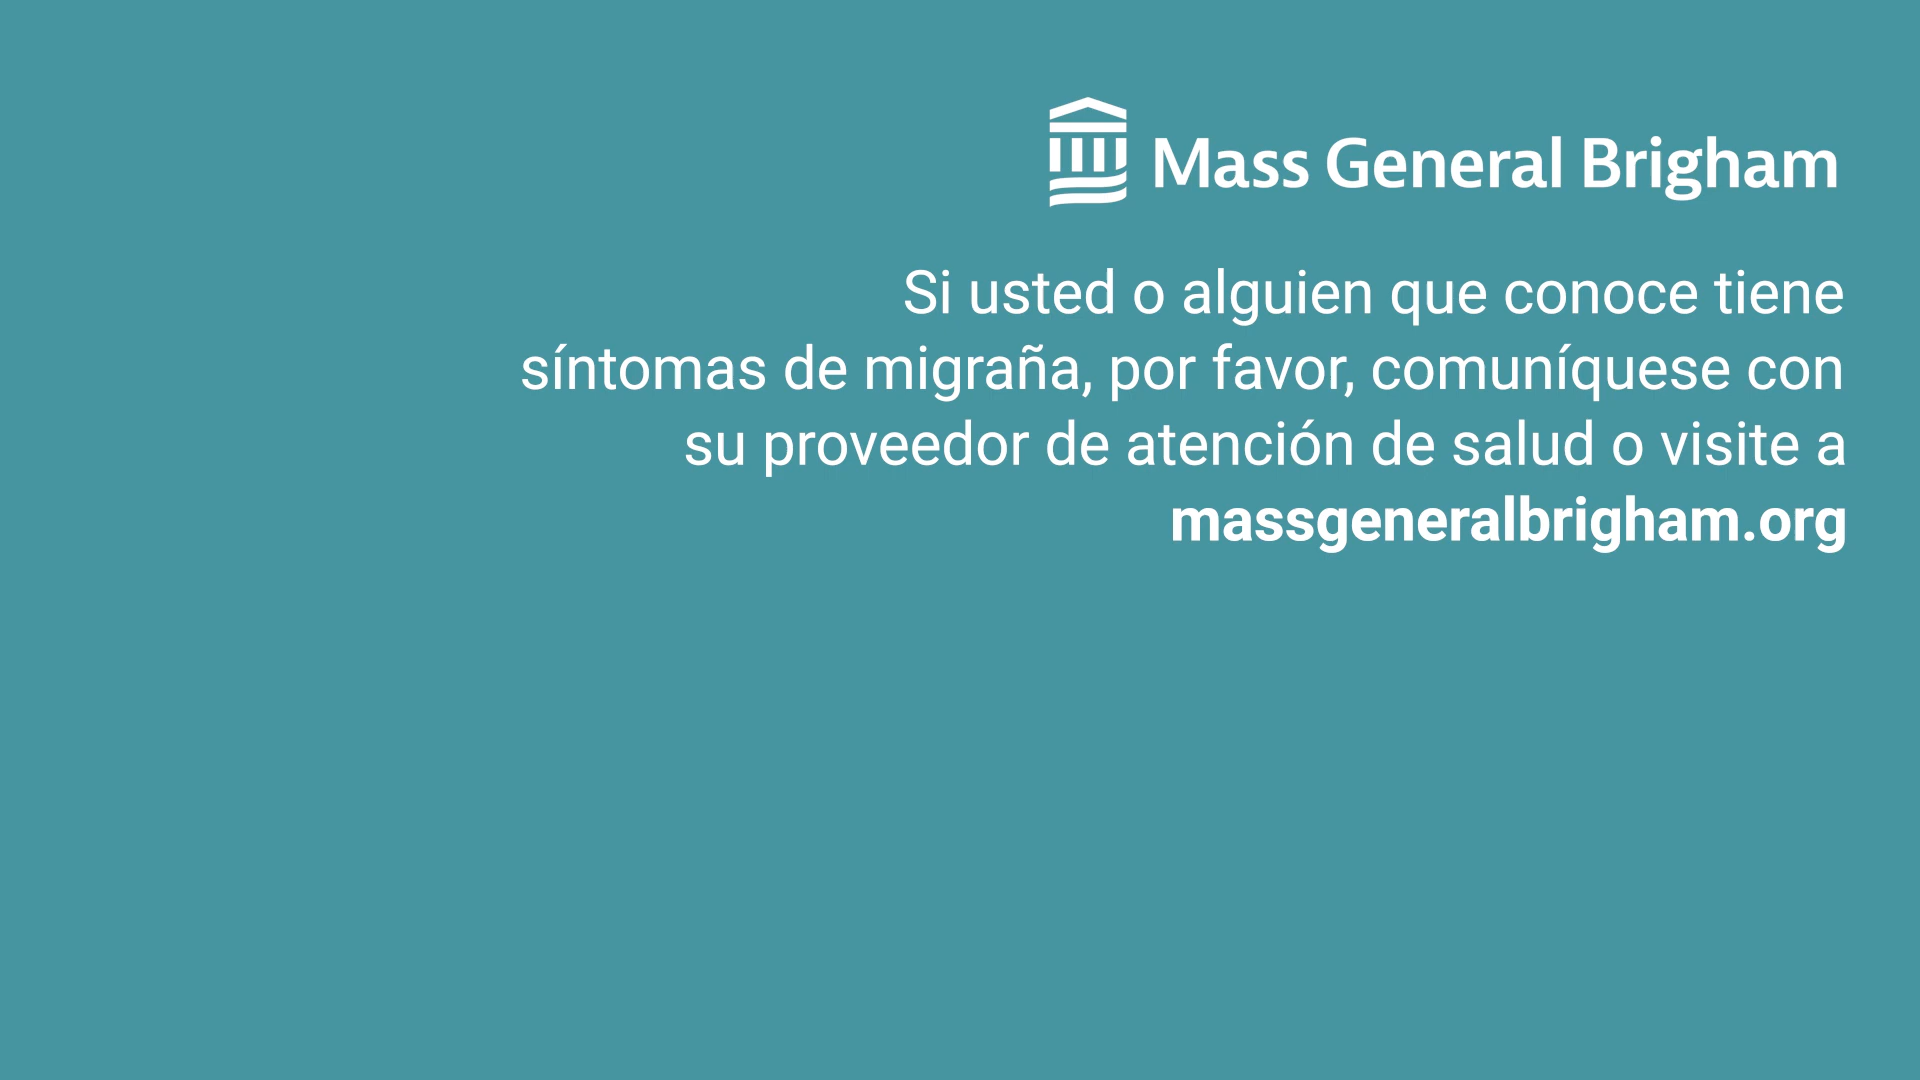 Mass General Brigham
Si usted o alguien que conoce tiene
síntomas de migraña, por favor, comuníquese con
su proveedor de atención de salud o visite a
massgeneralbrigham.org